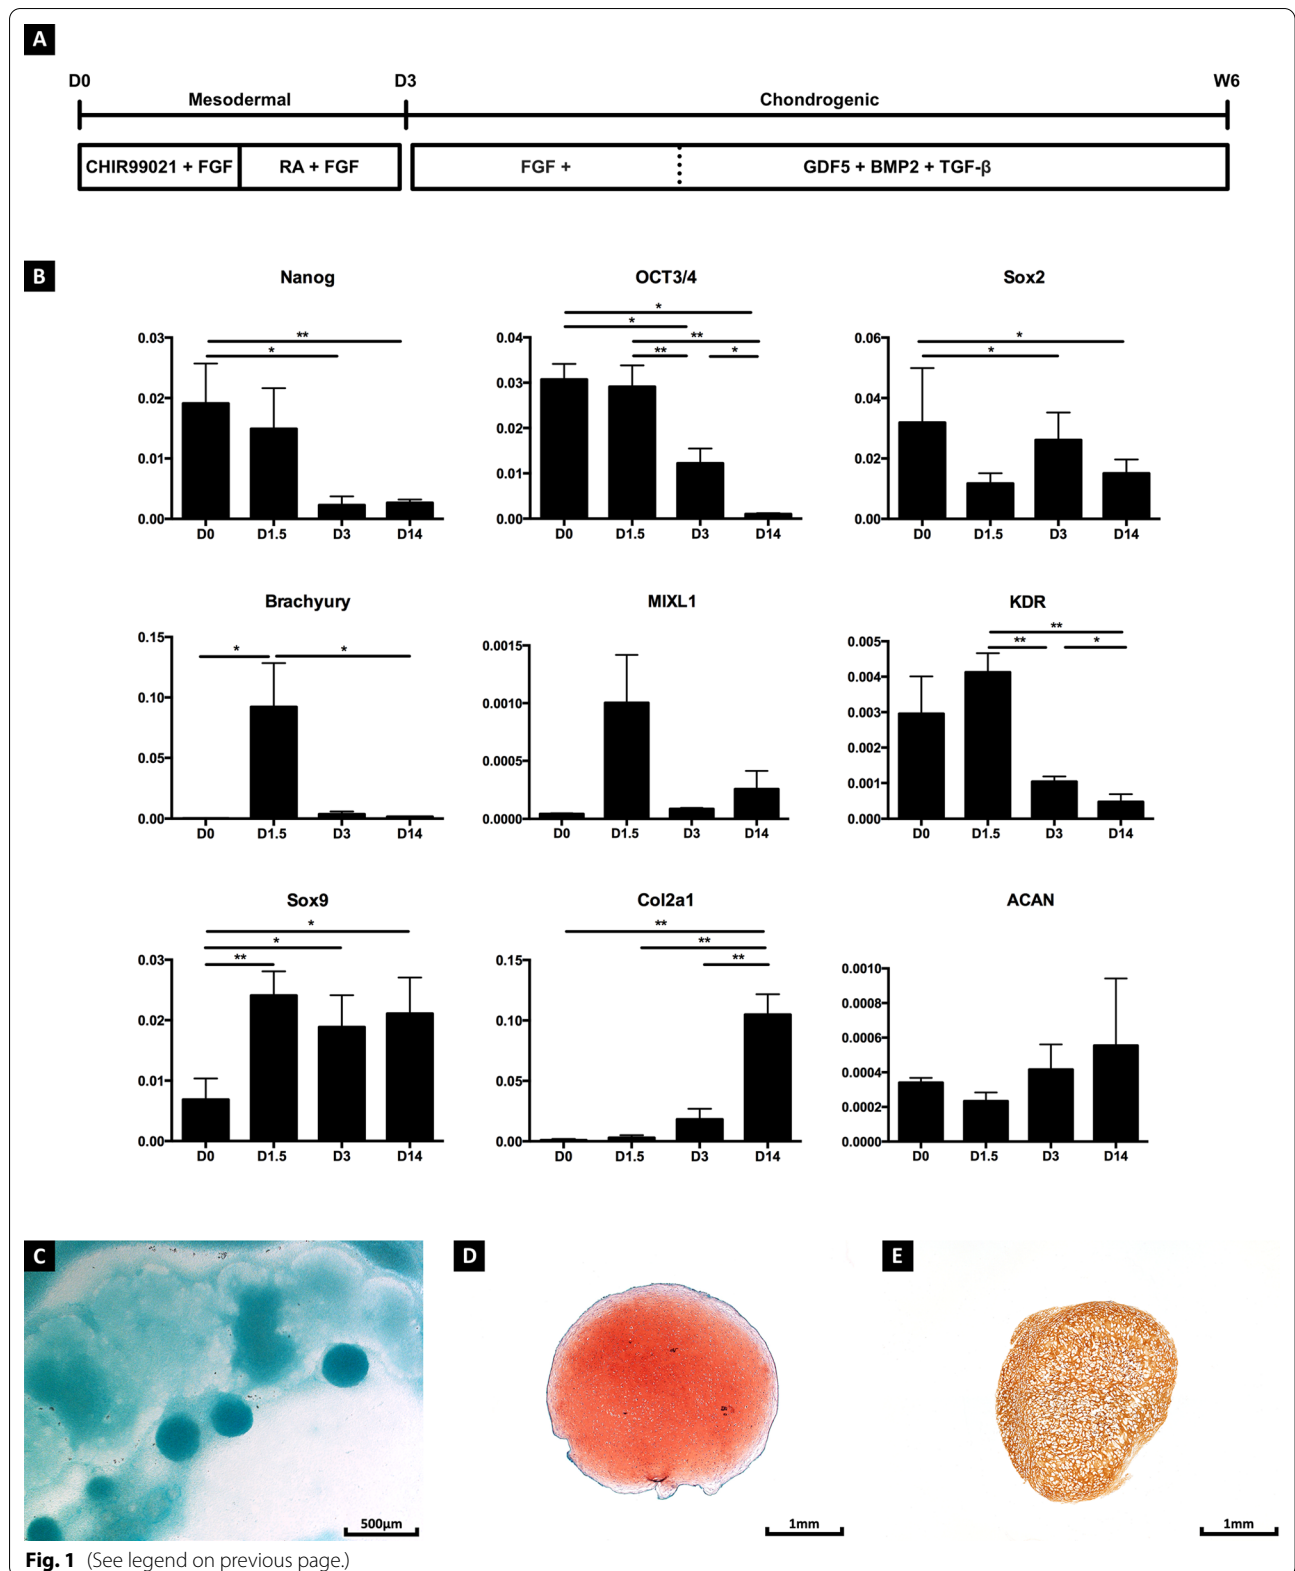 A
D0 D3 W6
Mesodermal Chondrogenic
CHIR99021 + FGF RA + FGF FGF + GDF5 + BMP2 + TGF-β
B
Nanog OCT3/4 Sox2
* ** * * ** ** * * *
0.03 0.02 0.01 0.00
D0 D1.5 D3 D14
0.04 0.03 0.02 0.01 0.00
D0 D1.5 D3 D14
0.06 0.04 0.02 0.00
D0 D1.5 D3 D14
Brachyury MIXL1 KDR
* * ** ** *
0.15 0.10 0.05 0.00
D0 D1.5 D3 D14
0.0015 0.0010 0.0005 0.0000
D0 D1.5 D3 D14
0.005 0.004 0.003 0.002 0.001 0.000
D0 D1.5 D3 D14
Sox9 Col2a1 ACAN
* * ** ** ** **
0.03 0.02 0.01 0.00
D0 D1.5 D3 D14
0.15 0.10 0.05 0.00
D0 D1.5 D3 D14
0.0010 0.0008 0.0006 0.0004 0.0002 0.0000
D0 D1.5 D3 D14
C D E
500µm 1mm 1mm
Fig. 1 (See legend on previous page.)